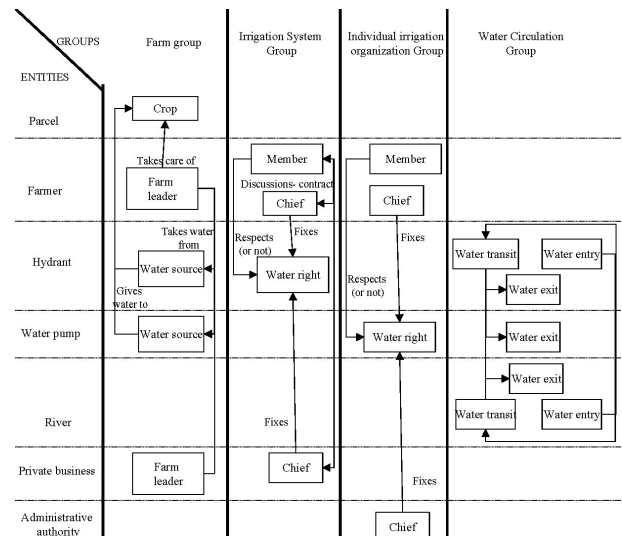 GROUPS
ENTITIES
Farm group
Irrigation System
Group
Individual irrigation
organization Group
Water Circulation
Group
Parcel
Crop
Takes care of
Farmer
Farm
leader
Member
Discussions- contract
Chief
Member
Chief
Hydrant
Takes water
from
Water source
Gives
water to
Fixes
Respects
(or not)
Water right
Fixes
Respects
(or not)
Water transit
Water entry
Water exit
Water pump
Water source
Water right
Water exit
River
Fixes
Water exit
Water transit
Water entry
Private business
Farm
leader
Chief
Fixes
Administrative
authority
Chief